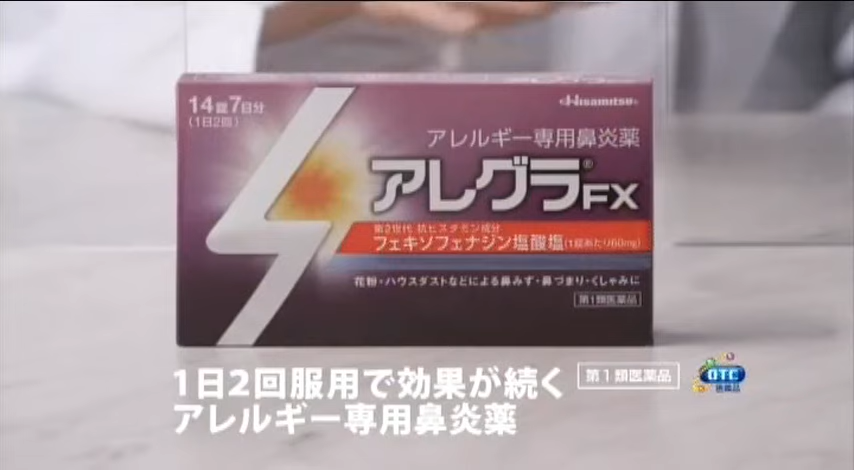 14錠7日分
(1日2回)
Hisamitsu
アレルギー専用鼻炎薬
アレグラ®FX
第2世代 抗ヒスタミン成分
フェキソフェナジン塩酸塩(1錠あたり60mg)
花粉・ハウスダストなどによる鼻みず・鼻づまり・くしゃみに
第1類医薬品
1日2回服用で効果が続く
第1類医薬品
OTC
医薬品
アレルギー専用鼻炎薬